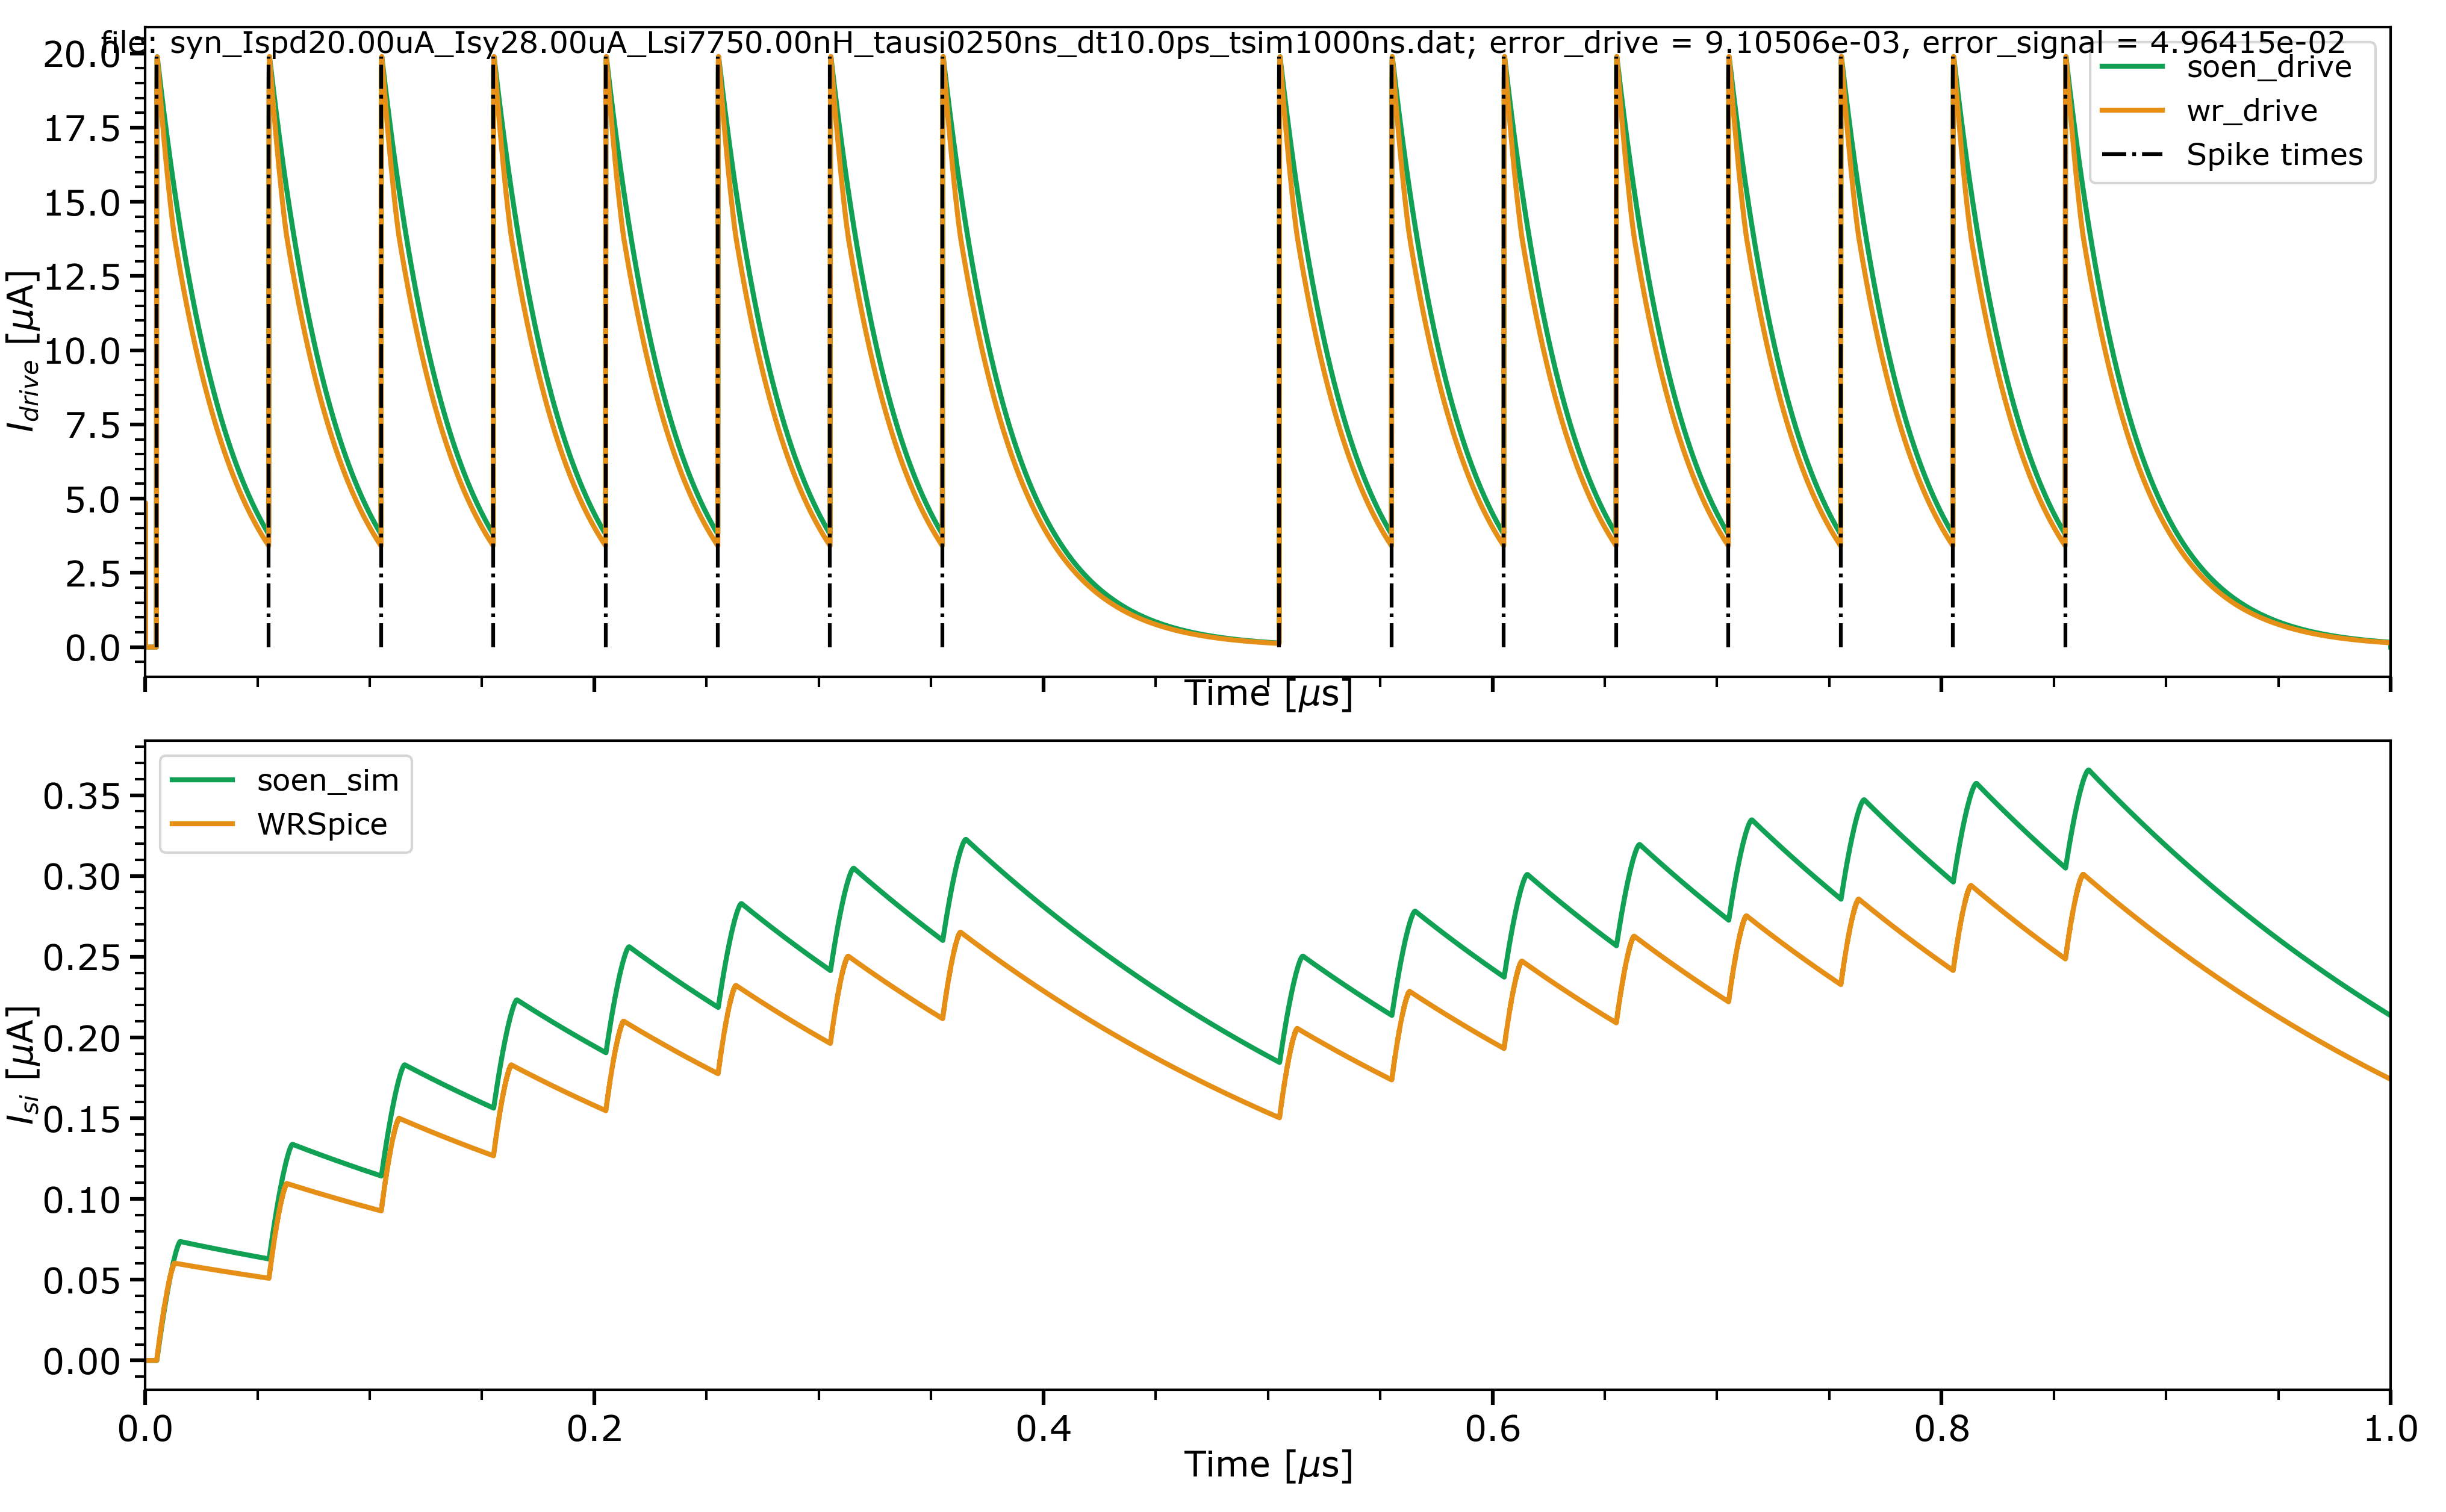 file: syn_Ispd20.00uA_Isy28.00uA_Lsi7750.00nH_tausi0250ns_dt10.0ps_tsim1000ns.dat; error_drive = 9.10506e-03, error_signal = 4.96415e-02
20.0
17.5
15.0
12.5
10.0
7.5
5.0
2.5
0.0
I_drive [μA]
soen_drive
wr_drive
Spike times
Time [μs]
0.35
0.30
0.25
0.20
0.15
0.10
0.05
0.00
I_si [μA]
soen_sim
WRSpice
0.0 0.2 0.4 0.6 0.8 1.0
Time [μs]